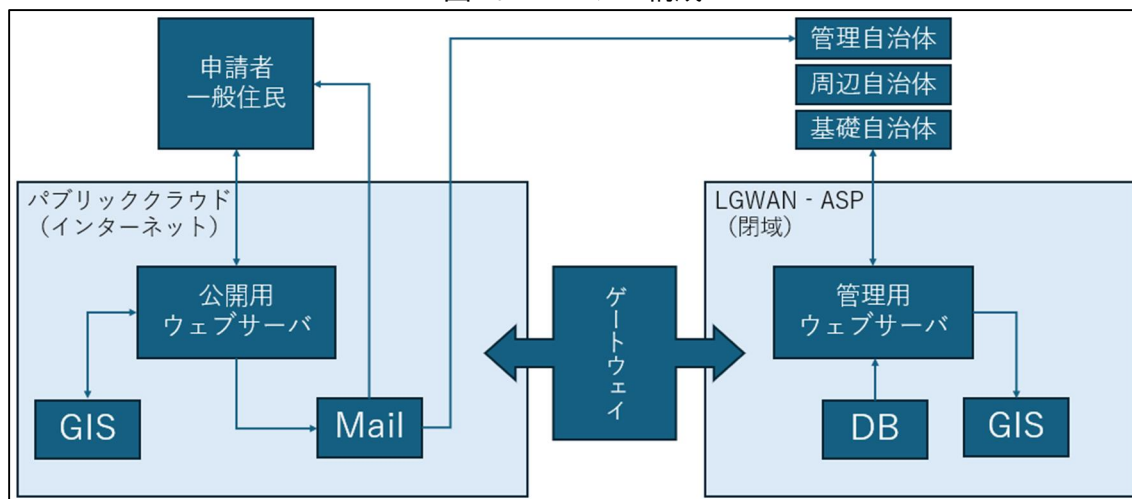 申請者
一般住民
管理自治体
周辺自治体
基礎自治体
パブリッククラウド
（インターネット）
LGWAN - ASP
（閉域）
公開用
ウェブサーバ
ゲートウェイ
管理用
ウェブサーバ
GIS
Mail
DB
GIS